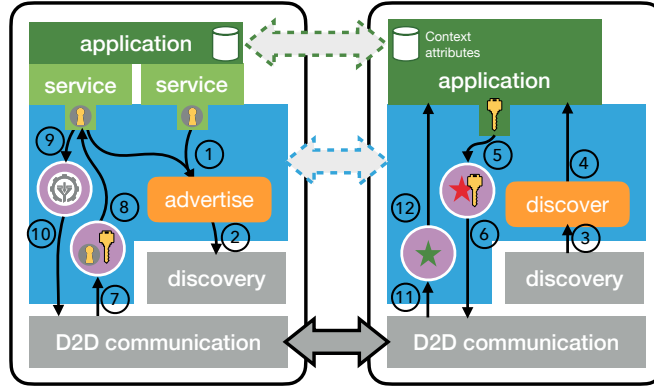 application
service
service
9
1
8
advertise
10
2
discovery
7
D2D communication
Context
attributes
application
5
4
12
discover
6
3
discovery
11
D2D communication